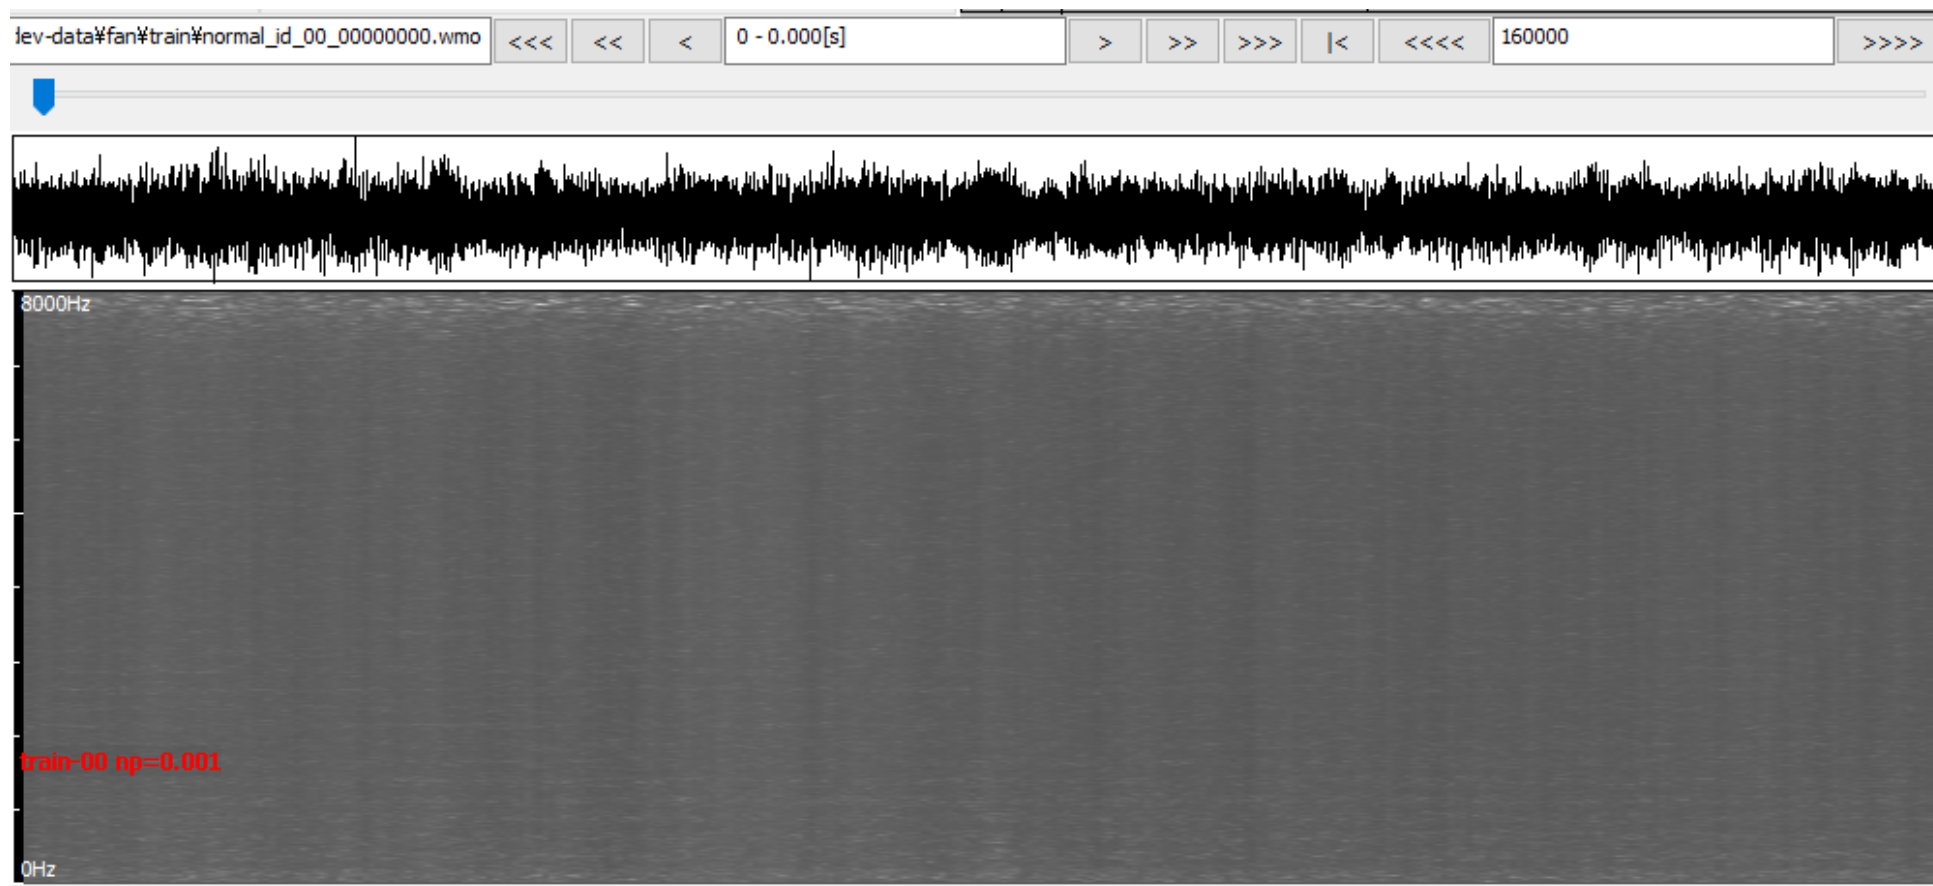 dev-data¥fan¥train¥normal_id_00_00000000.wmo <<< << < 0 - 0.000[s] > >> >>> |< <<<< 160000 >>>>
8000Hz
train-00 np=0.001
0Hz